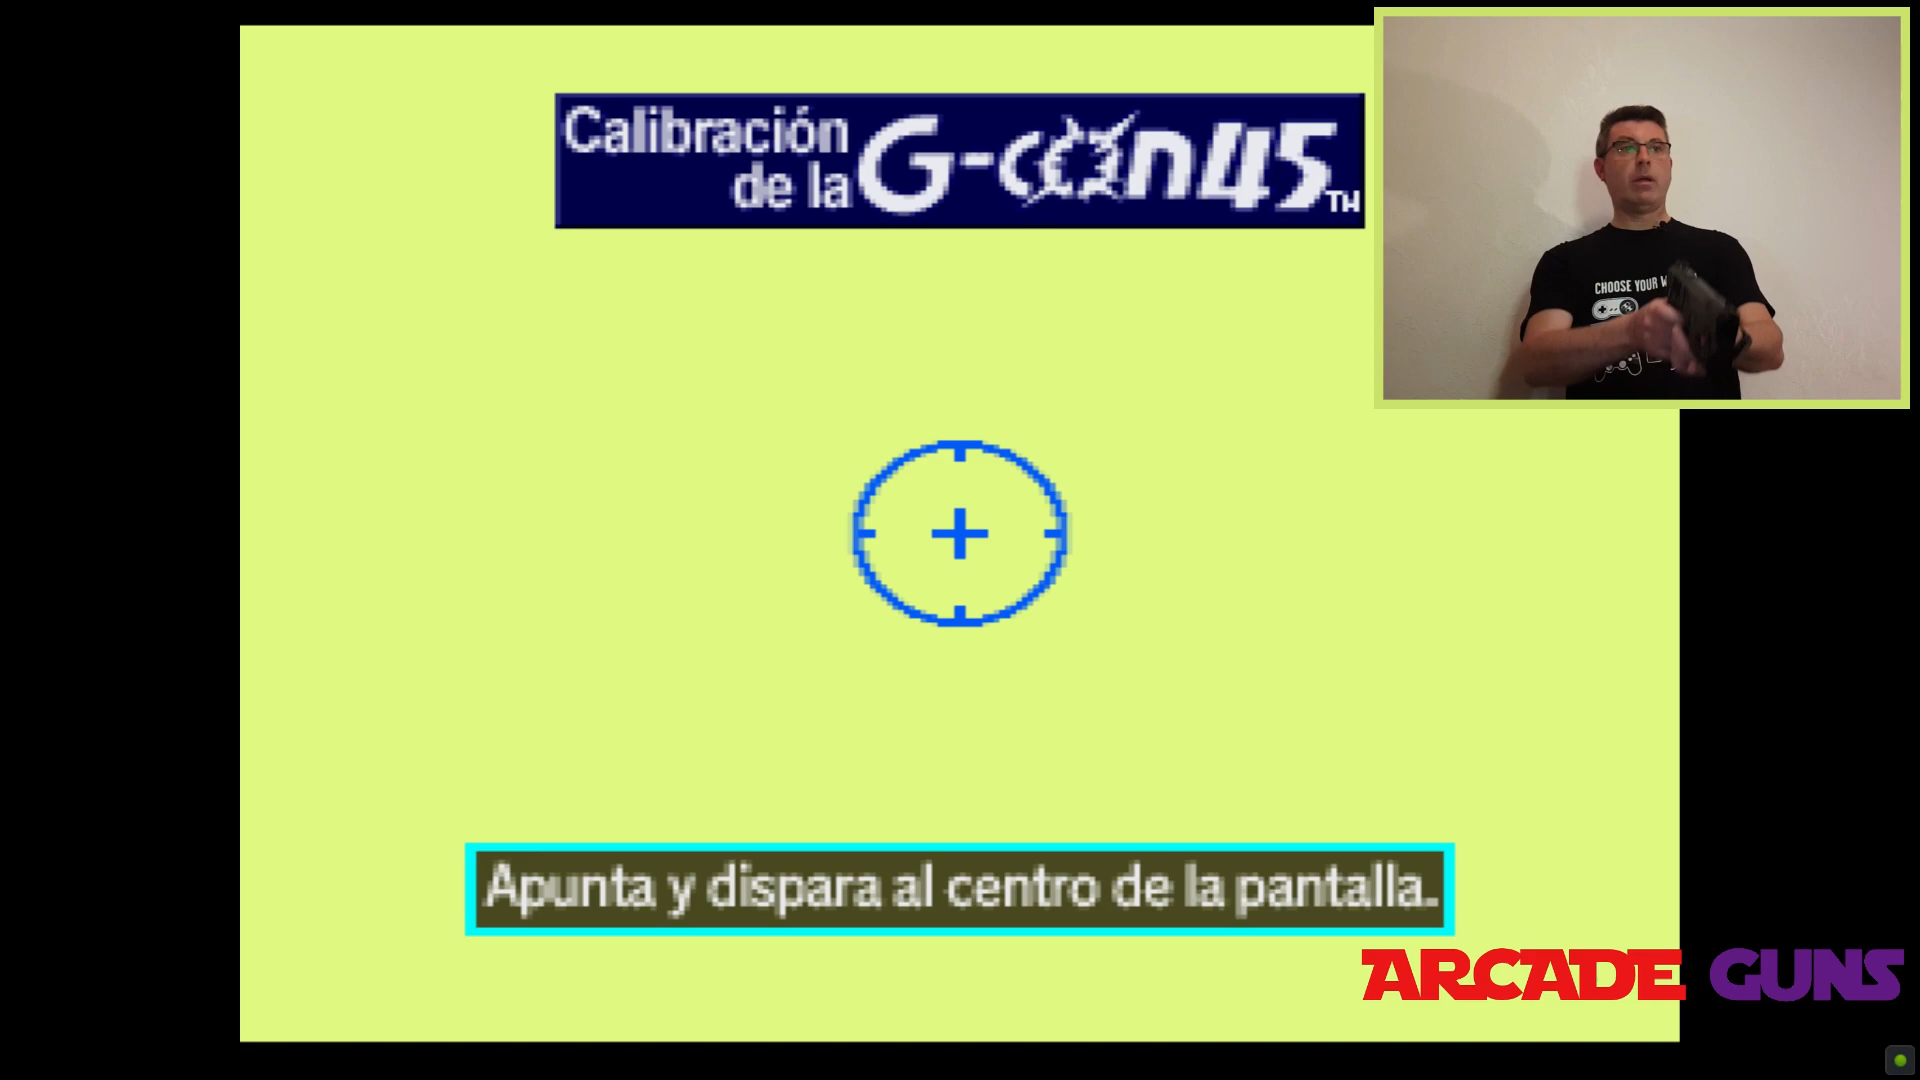 Calibración
de la G-con45
TM
CHOOSE YOUR
Apunta y dispara al centro de la pantalla.
ARCADE GUNS